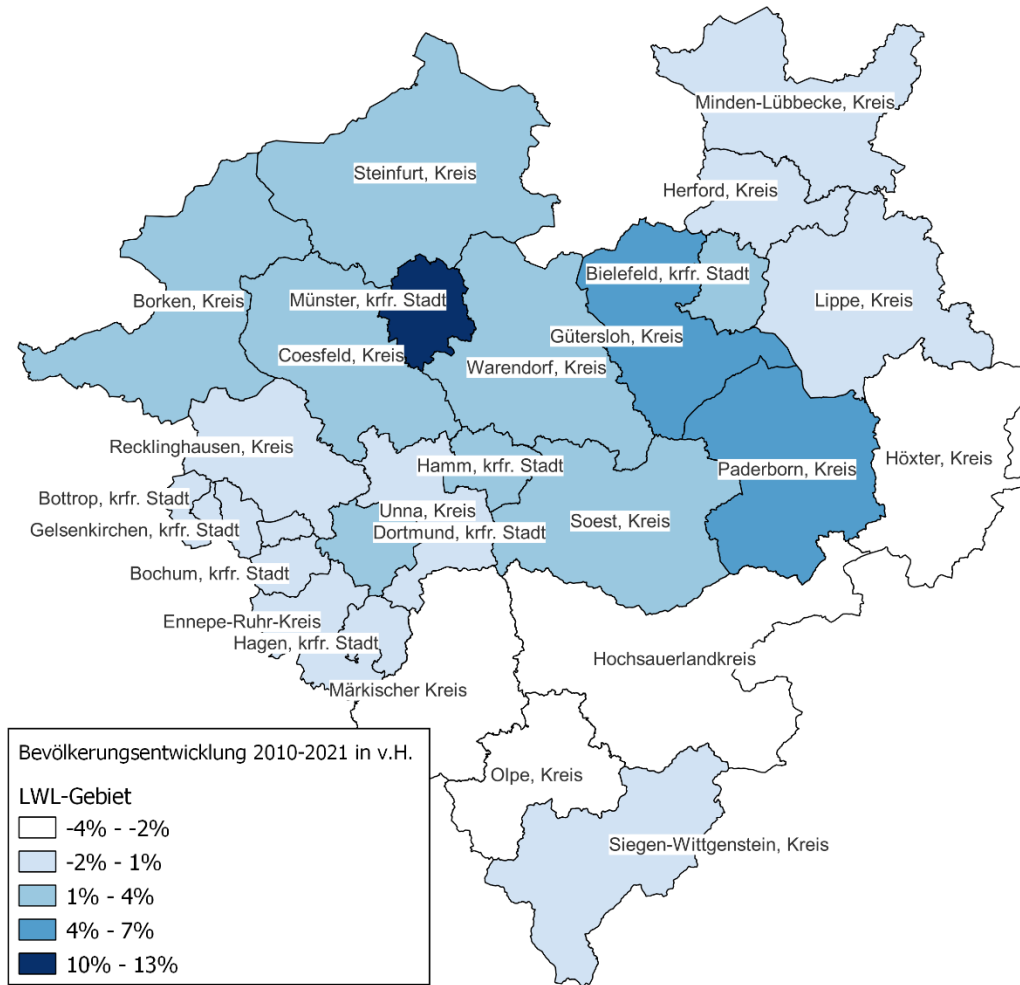 Minden-Lübbecke, Kreis
Steinfurt, Kreis
Herford, Kreis
Bielefeld, krfr. Stadt
Borken, Kreis
Münster, krfr. Stadt
Lippe, Kreis
Gütersloh, Kreis
Coesfeld, Kreis
Warendorf, Kreis
Recklinghausen, Kreis
Höxter, Kreis
Hamm, krfr. Stadt
Paderborn, Kreis
Bottrop, krfr. Stadt
Unna, Kreis
Soest, Kreis
Gelsenkirchen, krfr. Stadt
Dortmund, krfr. Stadt
Bochum, krfr. Stadt
Ennepe-Ruhr-Kreis
Hagen, krfr. Stadt
Hochsauerlandkreis
Märkischer Kreis
Olpe, Kreis
Siegen-Wittgenstein, Kreis
Bevölkerungsentwicklung 2010-2021 in v.H.
LWL-Gebiet
-4% - -2%
-2% - 1%
1% - 4%
4% - 7%
10% - 13%